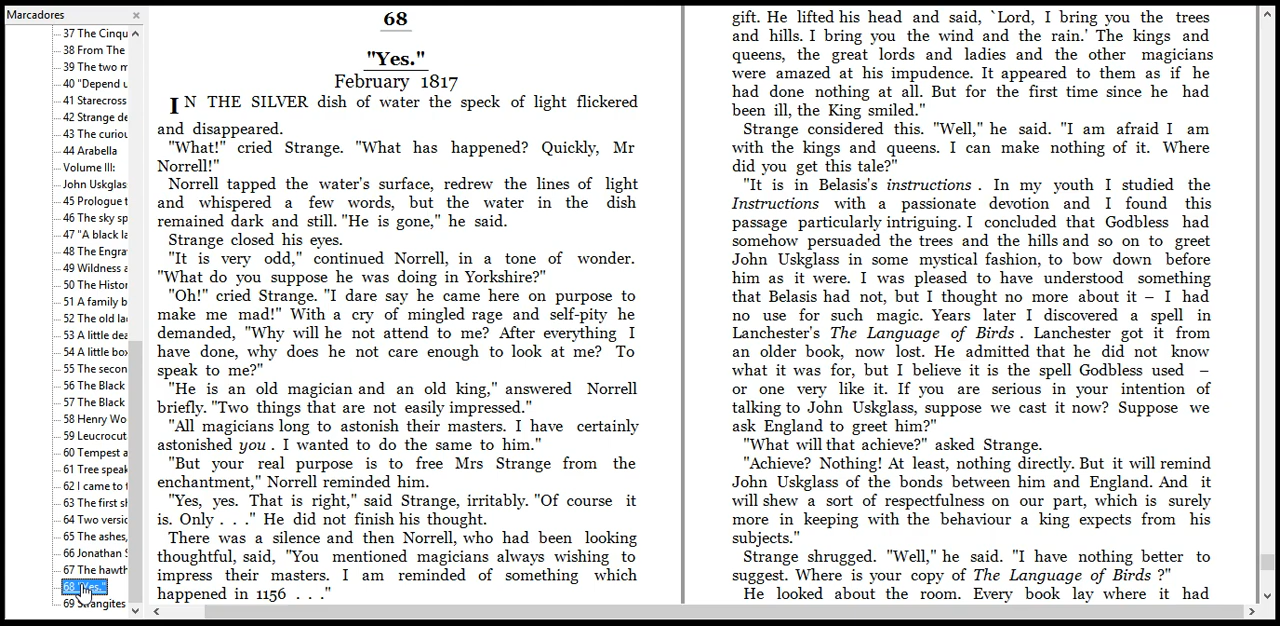 Marcadores
37 The Cinqu
38 From The
39 The two m
40 "Depend u
41 Starecross
42 Strange de
43 The curiou
44 Arabella
Volume III:
John Uskglas
45 Prologue t
46 The sky sp
47 "A black la
48 The Engra
49 Wildness a
50 The Histor
51 A family b
52 The old la
53 A little dea
54 A little box
55 The secon
56 The Black
57 The Black
58 Henry Wo
59 Leucrocut
60 Tempest a
61 Tree speak
62 I came to t
63 The first sh
64 Two versic
65 The ashes,
66 Jonathan S
67 The hawth
68 "Yes."
69 Strangites
68
"Yes."
February 1817
IN THE SILVER dish of water the speck of light flickered
and disappeared.
"What!" cried Strange. "What has happened? Quickly, Mr
Norrell!"
Norrell tapped the water's surface, redrew the lines of light
and whispered a few words, but the water in the dish
remained dark and still. "He is gone," he said.
Strange closed his eyes.
"It is very odd," continued Norrell, in a tone of wonder.
"What do you suppose he was doing in Yorkshire?"
"Oh!" cried Strange. "I dare say he came here on purpose to
make me mad!" With a cry of mingled rage and self-pity he
demanded, "Why will he not attend to me? After everything I
have done, why does he not care enough to look at me? To
speak to me?"
"He is an old magician and an old king," answered Norrell
briefly. "Two things that are not easily impressed."
"All magicians long to astonish their masters. I have certainly
astonished you . I wanted to do the same to him."
"But your real purpose is to free Mrs Strange from the
enchantment," Norrell reminded him.
"Yes, yes. That is right," said Strange, irritably. "Of course it
is. Only . . ." He did not finish his thought.
There was a silence and then Norrell, who had been looking
thoughtful, said, "You mentioned magicians always wishing to
impress their masters. I am reminded of something which
happened in 1156 . . ."
gift. He lifted his head and said, `Lord, I bring you the trees
and hills. I bring you the wind and the rain.' The kings and
queens, the great lords and ladies and the other magicians
were amazed at his impudence. It appeared to them as if he
had done nothing at all. But for the first time since he had
been ill, the King smiled."
Strange considered this. "Well," he said. "I am afraid I am
with the kings and queens. I can make nothing of it. Where
did you get this tale?"
"It is in Belasis's instructions . In my youth I studied the
Instructions with a passionate devotion and I found this
passage particularly intriguing. I concluded that Godbless had
somehow persuaded the trees and the hills and so on to greet
John Uskglass in some mystical fashion, to bow down before
him as it were. I was pleased to have understood something
that Belasis had not, but I thought no more about it – I had
no use for such magic. Years later I discovered a spell in
Lanchester's The Language of Birds . Lanchester got it from
an older book, now lost. He admitted that he did not know
what it was for, but I believe it is the spell Godbless used –
or one very like it. If you are serious in your intention of
talking to John Uskglass, suppose we cast it now? Suppose we
ask England to greet him?"
"What will that achieve?" asked Strange.
"Achieve? Nothing! At least, nothing directly. But it will remind
John Uskglass of the bonds between him and England. And it
will shew a sort of respectfulness on our part, which is surely
more in keeping with the behaviour a king expects from his
subjects."
Strange shrugged. "Well," he said. "I have nothing better to
suggest. Where is your copy of The Language of Birds ?"
He looked about the room. Every book lay where it had